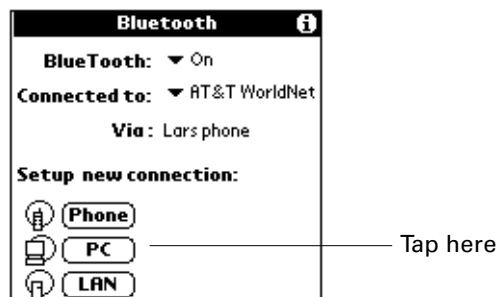 Bluetooth
BlueTooth: On
Connected to: AT&T WorldNet
Via : Lars phone
Setup new connection:
Phone
PC
Tap here
LAN